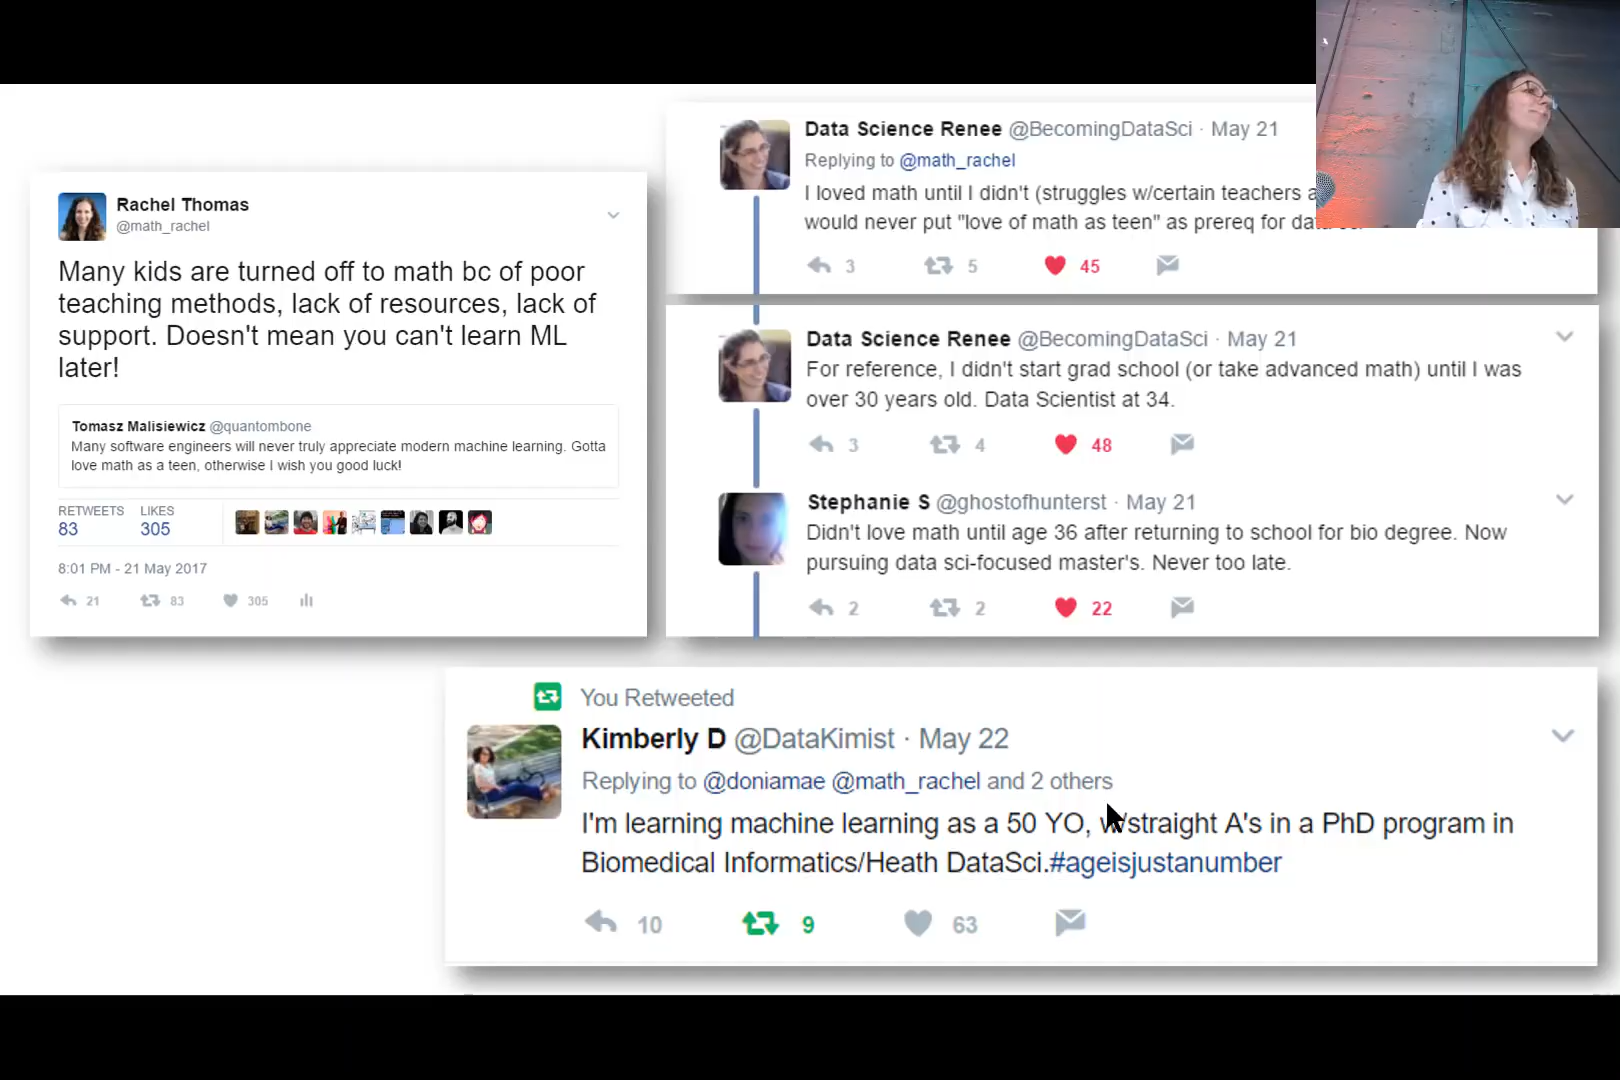 Rachel Thomas
@math_rachel
Many kids are turned off to math bc of poor
teaching methods, lack of resources, lack of
support. Doesn't mean you can't learn ML
later!
Tomasz Malisiewicz @quantombone
Many software engineers will never truly appreciate modern machine learning. Gotta
love math as a teen, otherwise I wish you good luck!
RETWEETS LIKES
83 305
8:01 PM - 21 May 2017
21 83 305
Data Science Renee @BecomingDataSci · May 21
Replying to @math_rachel
I loved math until I didn't (struggles w/certain teachers
would never put "love of math as teen" as prereq for
3 5 45
Data Science Renee @BecomingDataSci · May 21
For reference, I didn't start grad school (or take advanced math) until I was
over 30 years old. Data Scientist at 34.
3 4 48
Stephanie S @ghostofhunterst · May 21
Didn't love math until age 36 after returning to school for bio degree. Now
pursuing data sci-focused master's. Never too late.
2 2 22
You Retweeted
Kimberly D @DataKimist · May 22
Replying to @doniamae @math_rachel and 2 others
I'm learning machine learning as a 50 YO, w/straight A's in a PhD program in
Biomedical Informatics/Heath DataSci.#ageisjustanumber
10 9 63